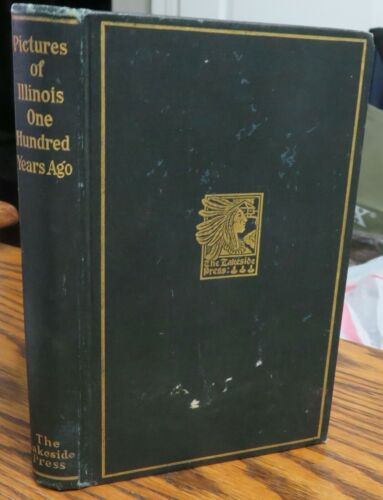 Pictures
of
Illinois
One
Hundred
Years Ago
The
Lakeside
Press
The Lakeside
Press: